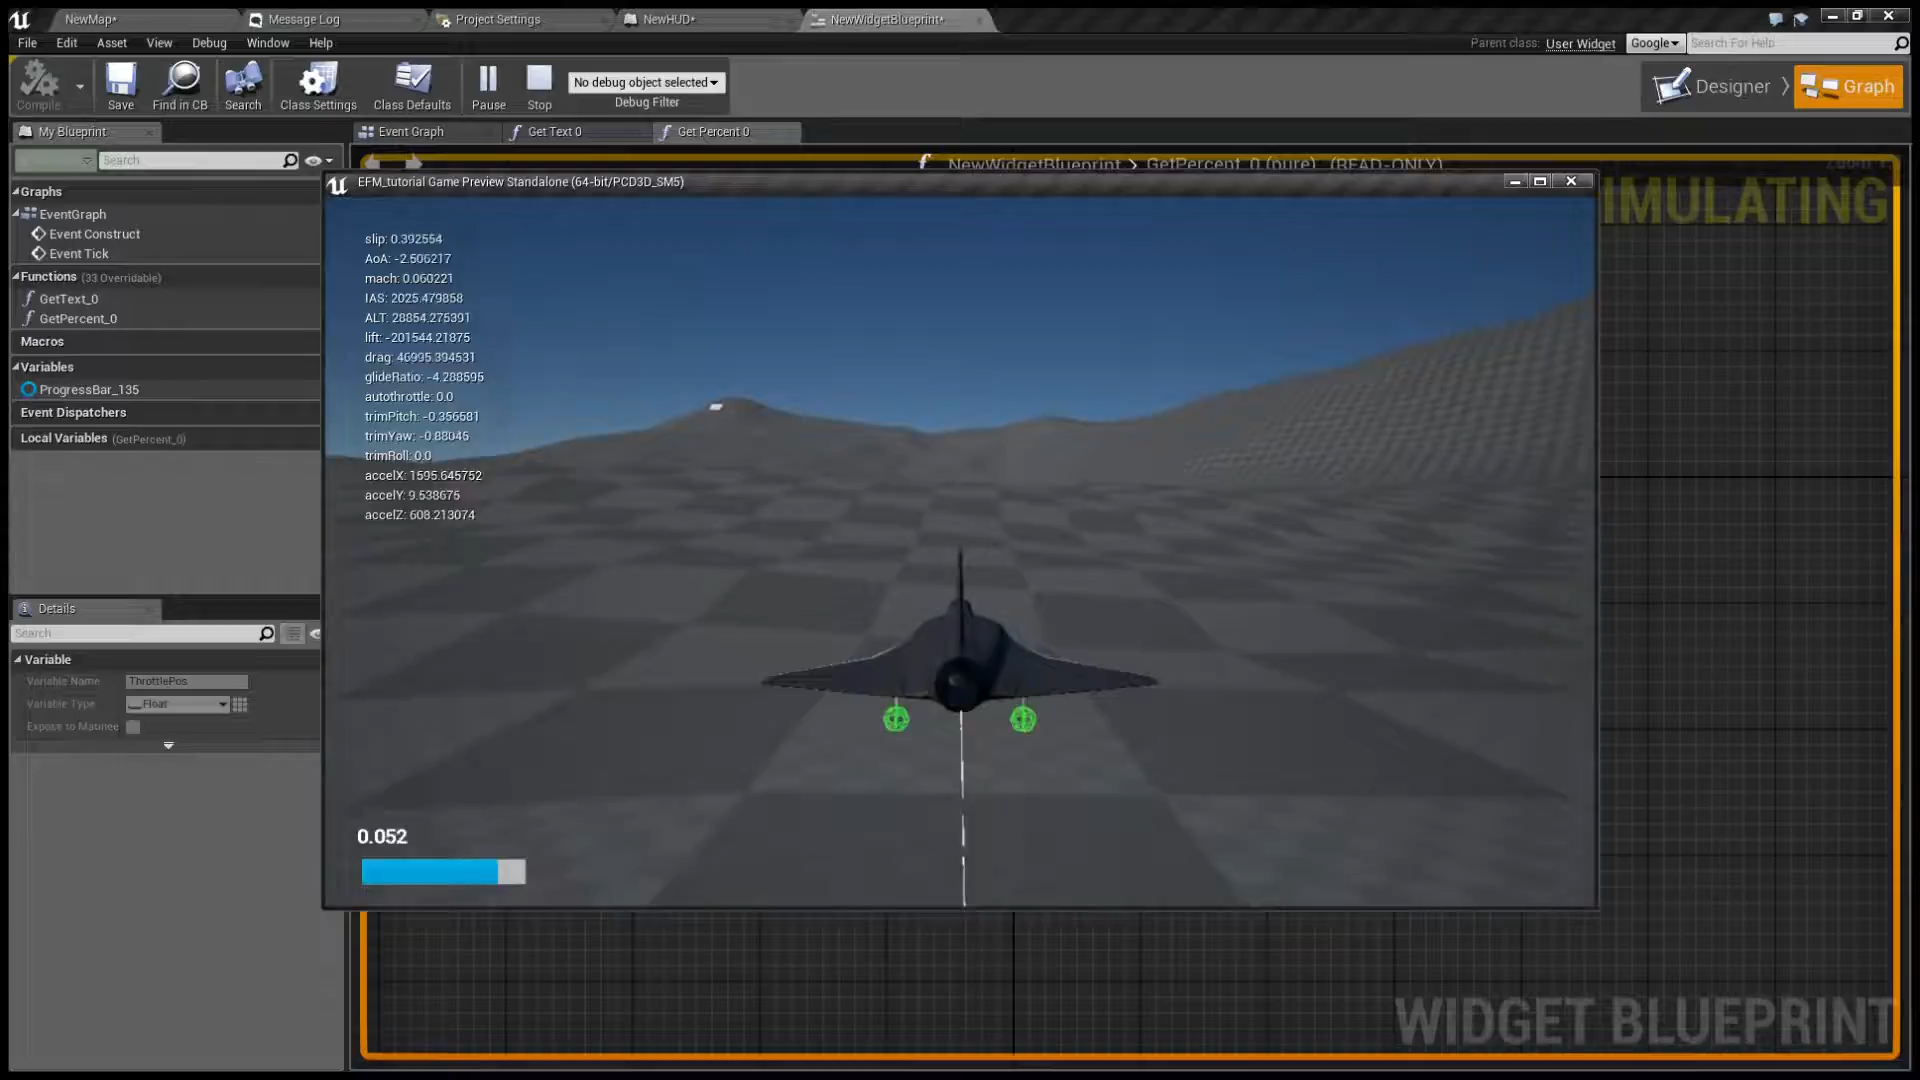 NewMap*
Message Log
Project Settings
NewHUD*
NewWidgetBlueprint*
File Edit Asset View Debug Window Help
Parent class: User Widget Google Search For Help
Compile Save Find in CB Search Class Settings Class Defaults Pause Stop
No debug object selected
Debug Filter
Designer Graph
My Blueprint
Event Graph
Get Text 0
Get Percent 0
Search
NewWidgetBlueprint > GetPercent_0 (pure) (READ-ONLY)
EFM_tutorial Game Preview Standalone (64-bit/PCD3D_SM5)
IMULATING
Graphs
EventGraph
Event Construct
Event Tick
Functions (33 Overridable)
GetText_0
GetPercent_0
Macros
Variables
ProgressBar_135
Event Dispatchers
Local Variables (GetPercent_0)
slip: 0.392554
AoA: -2.506217
mach: 0.060221
IAS: 2025.479858
ALT: 28854.275391
lift: -201544.21875
drag: 46995.394531
glideRatio: -4.288595
autothrottle: 0.0
trimPitch: -0.356581
trimYaw: -0.88045
trimRoll: 0.0
accelX: 1595.645752
accelY: 9.538675
accelZ: 608.213074
Details
Search
Variable
Variable Name ThrottlePos
Variable Type Float
Expose to Matinee
0.052
WIDGET BLUEPRINT